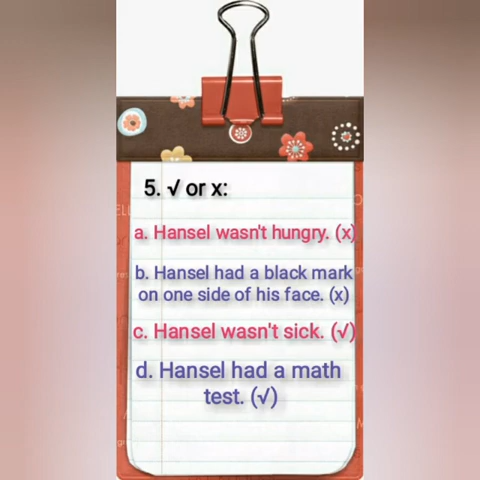 5. √ or x:
a. Hansel wasn't hungry. (x)
b. Hansel had a black mark
on one side of his face. (x)
c. Hansel wasn't sick. (√)
d. Hansel had a math
test. (√)